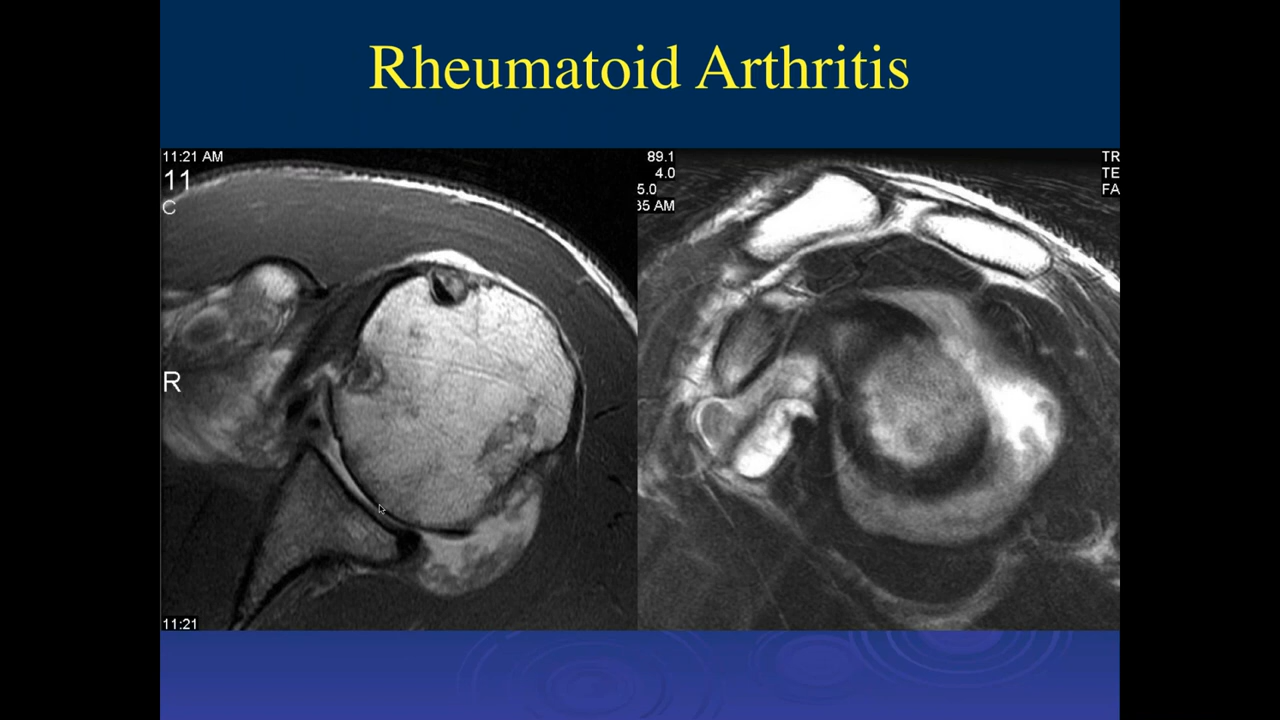 Rheumatoid Arthritis
11:21 AM
11
C
R
11:21
89.1
4.0
5.0
35 AM
TR
TE
FA